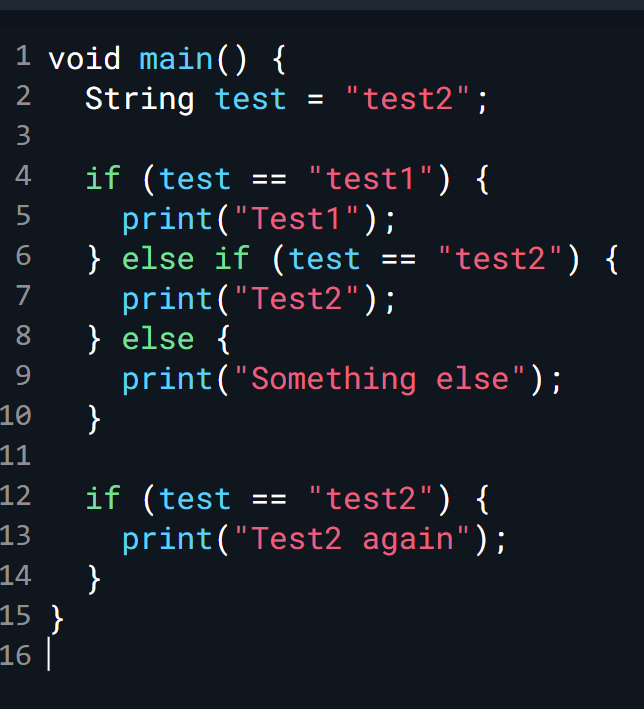 1 void main() {
2   String test = "test2";
3
4   if (test == "test1") {
5     print("Test1");
6   } else if (test == "test2") {
7     print("Test2");
8   } else {
9     print("Something else");
10   }
11
12   if (test == "test2") {
13     print("Test2 again");
14   }
15 }
16